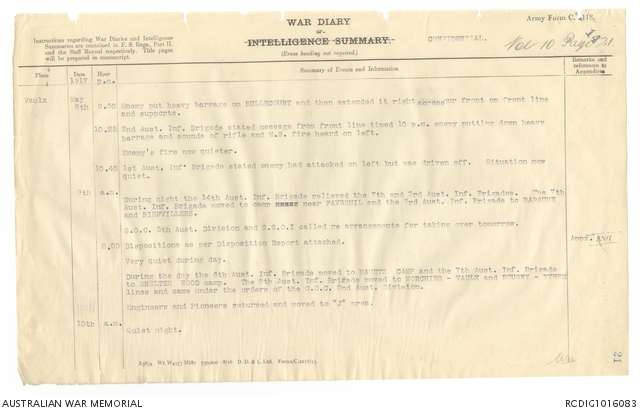 Army Form C. 2118.
WAR DIARY
or
INTELLIGENCE SUMMARY.
(Erase heading not required.)
CONFIDENTIAL.
Vol 10 Page
Instructions regarding War Diaries and Intelligence
Summaries are contained in F. S. Regs., Part II.
and the Staff Manual respectively. Title pages
will be prepared in manuscript.
Place Date Hour Summary of Events and Information Remarks and references to Appendices
1917 p.m.
Vaulx May 8th Enemy put heavy barrage on BULLECOURT and then extended it right across our front on front line
and supports.
10.25 2nd Aust. Inf. Brigade stated message from front line timed 10 p.m. enemy putting down heavy
barrage and sounds of rifle and M.G. fire heard on left.
Enemy's fire now quieter.
10.45 1st Aust. Inf. Brigade stated enemy had attacked on left but was driven off. Situation now
quiet.
9th a.m. During night the 14th Aust. Inf. Brigade relieved the and 3rd Aust. Inf. Brigades. The
Aust. Inf. Brigade moved to camp near FAVREUIL and the 3rd Aust. Inf. Brigade to BAPAUME
and BIEFVILLERS.
G.O.C. 5th Aust. Division and G.S.O.I called re arrangements for taking over tomorrow.
8.00 Dispositions as per Disposition Report attached.
Very quiet during day.
During the day the 6th Aust. Inf. Brigade moved to CAMP and the 7th Aust. Inf. Brigade
to SHELTER WOOD camp. The Aust. Inf. Brigade moved to MORCHIES - VAULX and
lines and came under the orders of the G.O.C. 2nd Aust. Division.
Engineers and Pioneers returned and moved to "J" area.
10th a.m. Quiet night.
21
AUSTRALIAN WAR MEMORIAL
RCDIG1016083